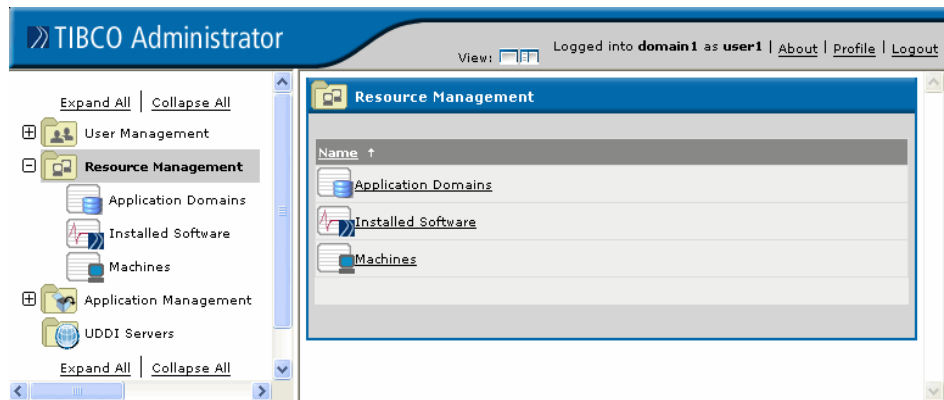 TIBCO Administrator
View: Logged into domain1 as user1 | About | Profile | Logout
Expand All | Collapse All
User Management
Resource Management
Application Domains
Installed Software
Machines
Application Management
UDDI Servers
Expand All | Collapse All
Resource Management
Name ↑
Application Domains
Installed Software
Machines